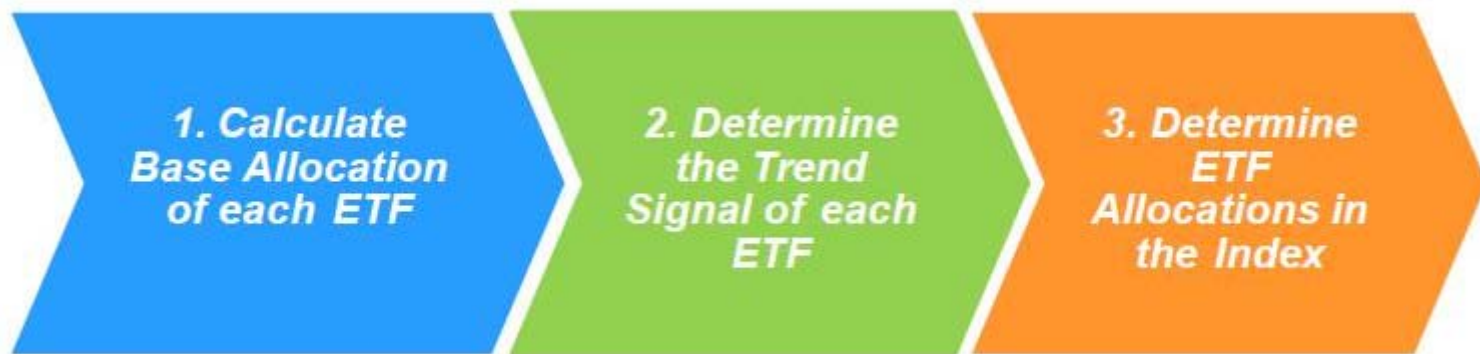 1. Calculate
Base Allocation
of each ETF
2. Determine
the Trend
Signal of each
ETF
3. Determine
ETF
Allocations in
the Index